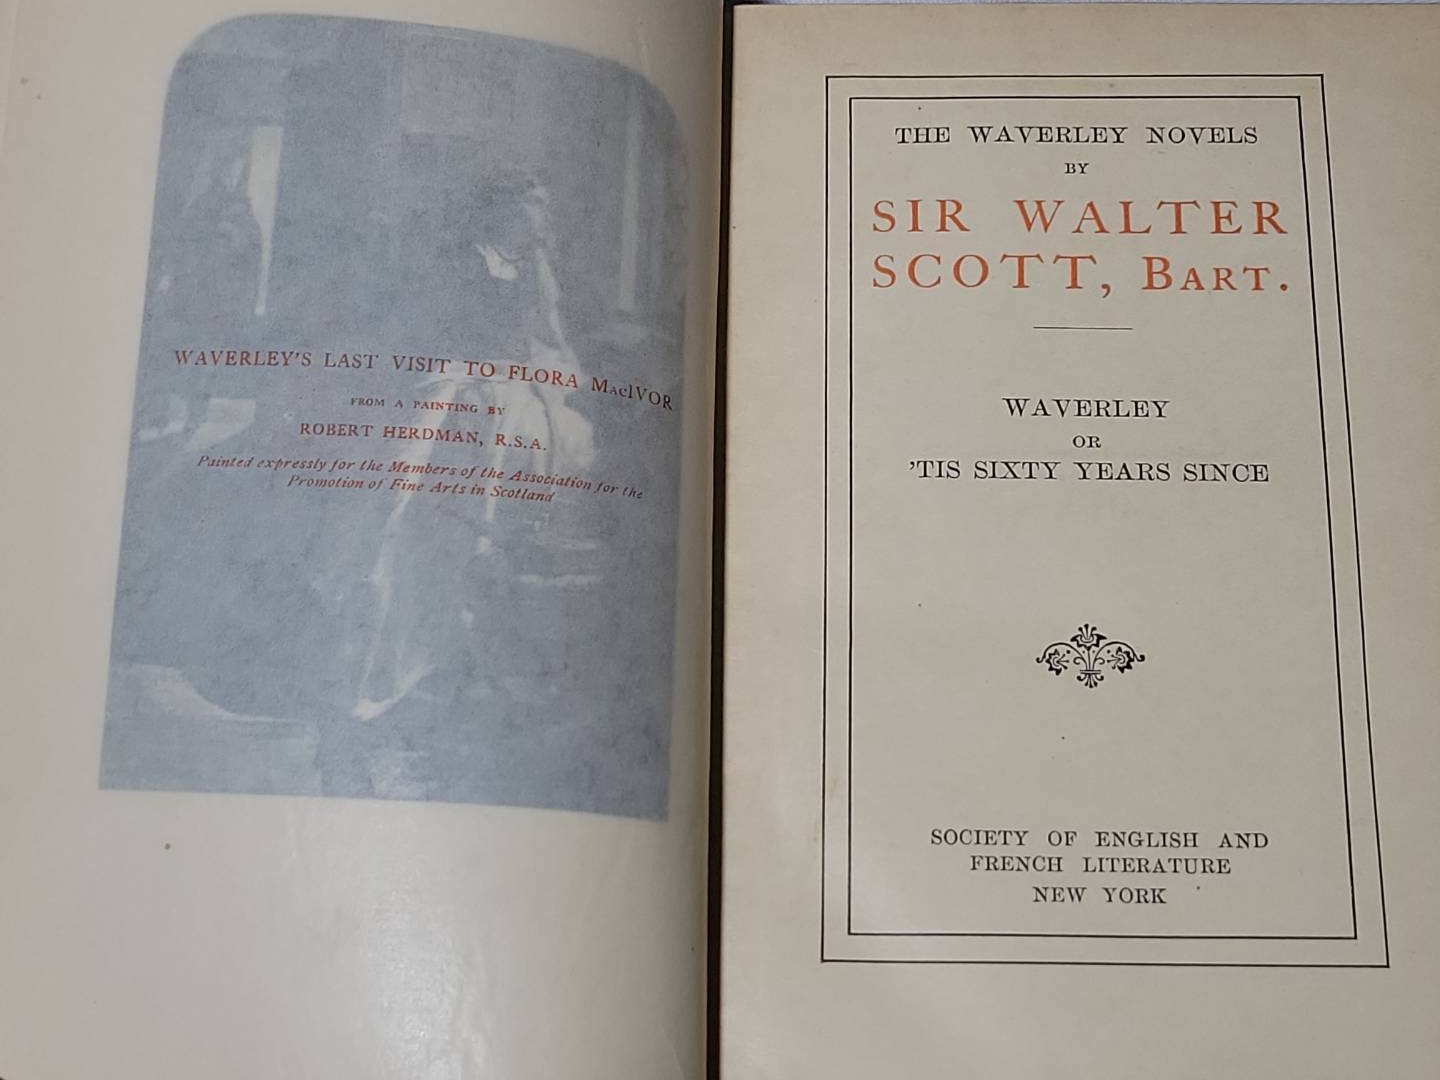 WAVERLEY'S LAST VISIT TO FLORA MacIVOR
FROM A PAINTING BY
ROBERT HERDMAN, R.S.A.
Painted expressly for the Members of the Association for the
Promotion of Fine Arts in Scotland
THE WAVERLEY NOVELS
BY
SIR WALTER
SCOTT, BART.
WAVERLEY
OR
'TIS SIXTY YEARS SINCE
SOCIETY OF ENGLISH AND
FRENCH LITERATURE
NEW YORK